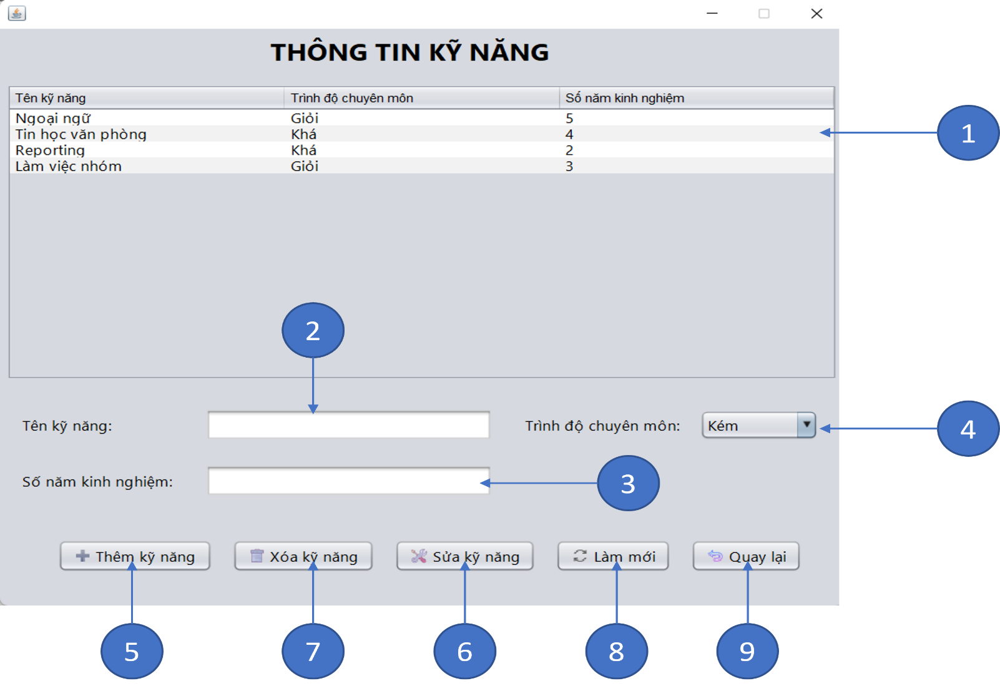 THÔNG TIN KỸ NĂNG
Tên kỹ năng Trình độ chuyên môn Số năm kinh nghiệm
Ngoại ngữ Giỏi 5
Tin học văn phòng Khá 4
Reporting Khá 2
Làm việc nhóm Giỏi 3
1
2
Tên kỹ năng: Trình độ chuyên môn: Kém
4
Số năm kinh nghiệm:
3
Thêm kỹ năng Xóa kỹ năng Sửa kỹ năng Làm mới Quay lại
5 7 6 8 9